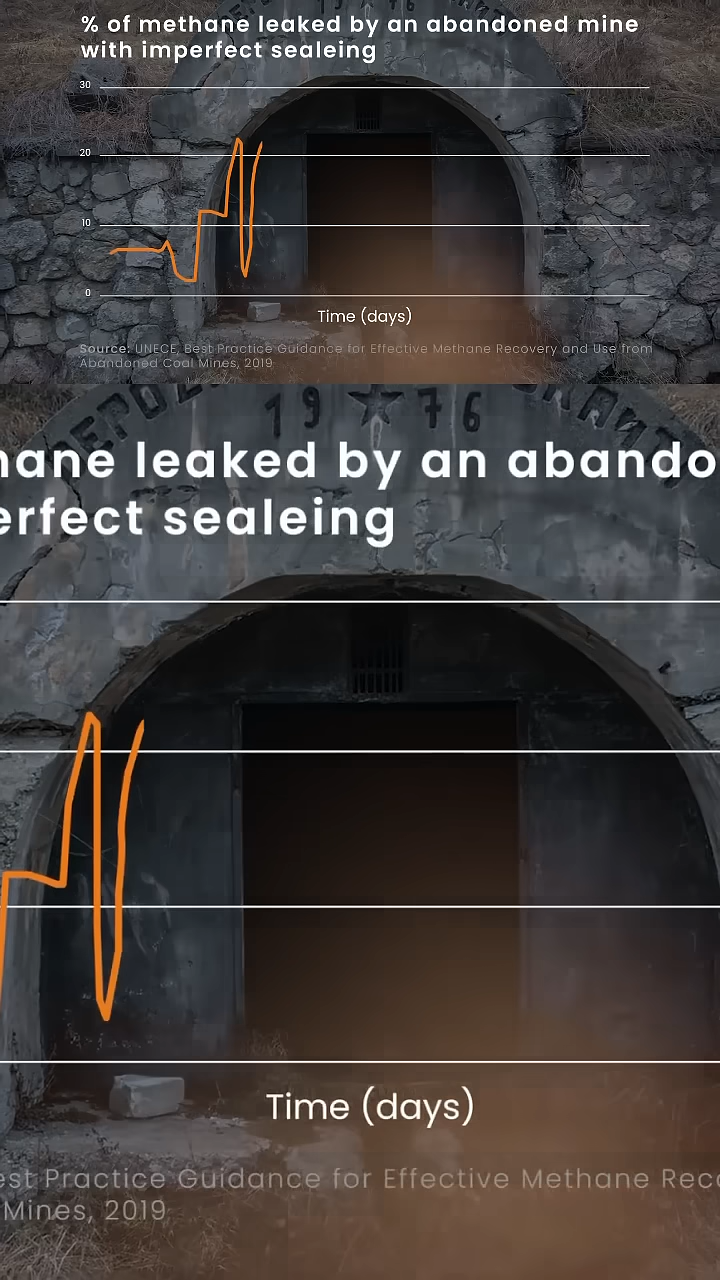 % of methane leaked by an abandoned mine
with imperfect sealeing
30
20
10
0
Time (days)
Source: UNECE, Best Practice Guidance for Effective Methane Recovery and Use from
Abandoned Coal Mines, 2019
19 ★ 76
hane leaked by an abando
erfect sealeing
Time (days)
est Practice Guidance for Effective Methane Reco
Mines, 2019